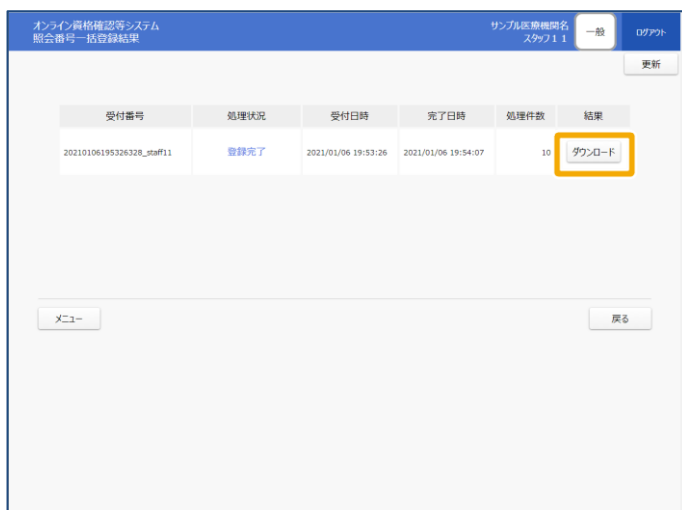 オンライン資格確認等システム
照会番号一括登録結果
サンプル医療機関名
スタッフ１１
一般
ログアウト
更新
受付番号 処理状況 受付日時 完了日時 処理件数 結果
20210106195326328_staff11 登録完了 2021/01/06 19:53:26 2021/01/06 19:54:07 10 ダウンロード
メニュー 戻る